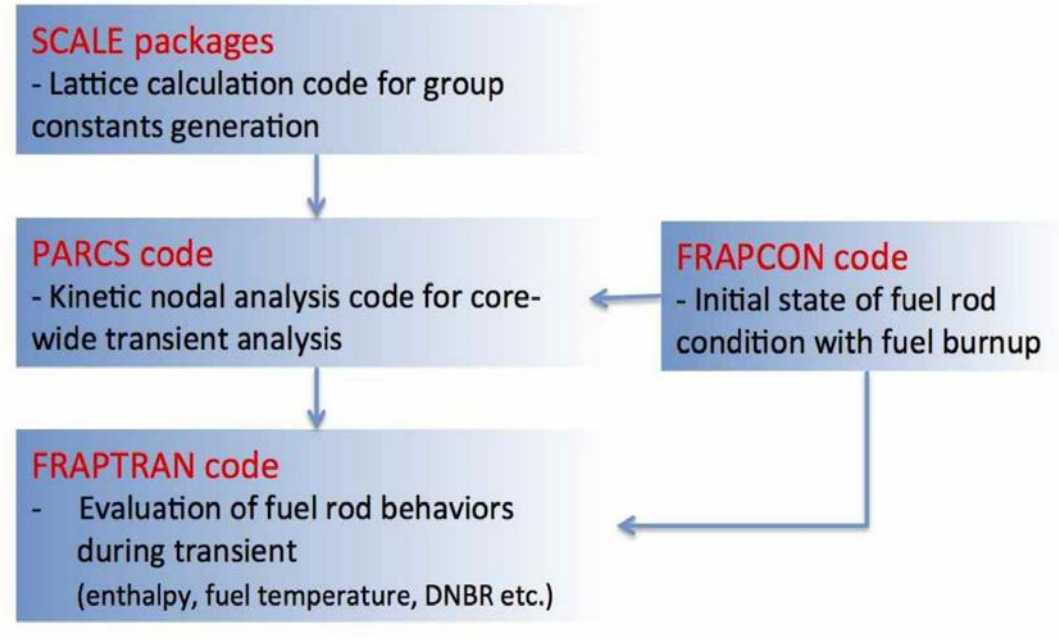 SCALE packages
- Lattice calculation code for group
constants generation
PARCS code
- Kinetic nodal analysis code for core-
wide transient analysis
FRAPCON code
- Initial state of fuel rod
condition with fuel burnup
FRAPTRAN code
- Evaluation of fuel rod behaviors
during transient
(enthalpy, fuel temperature, DNBR etc.)